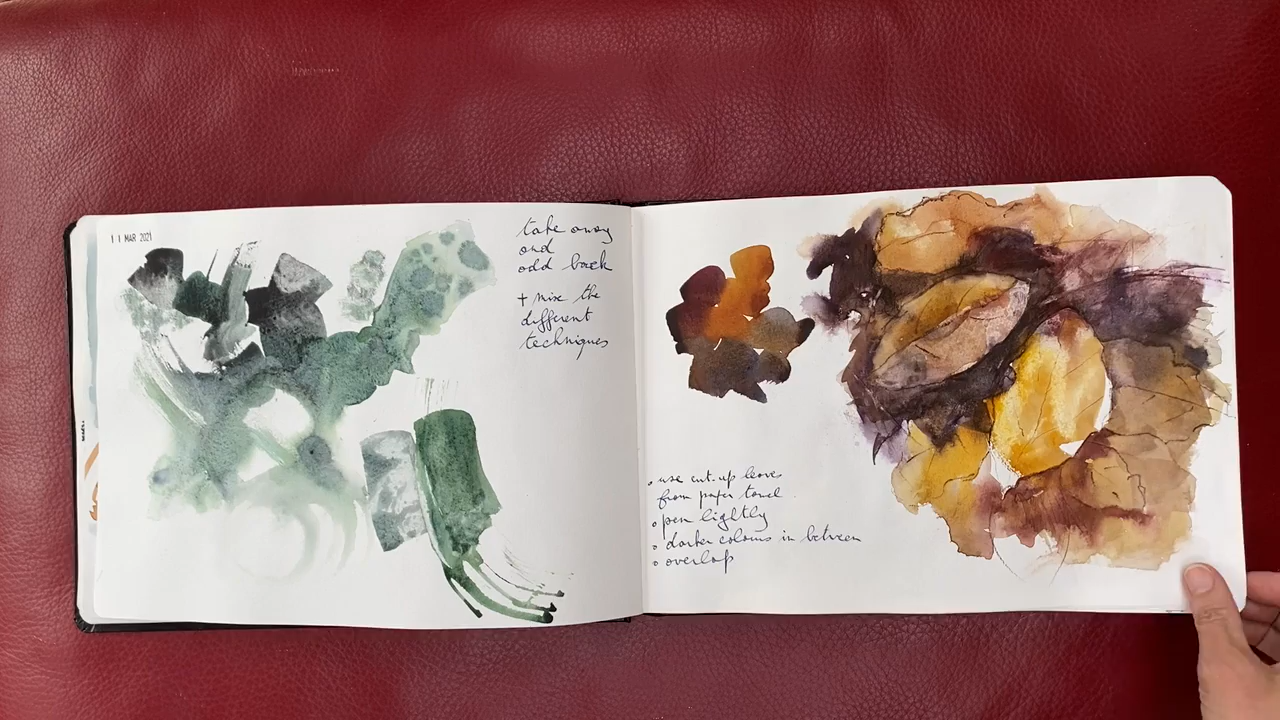 11 MAR 2021
take away
and
add back
+ mix the
different
techniques
• use cut-up leaves
from paper towel
• pen lightly
• darker colours in between
• overlap